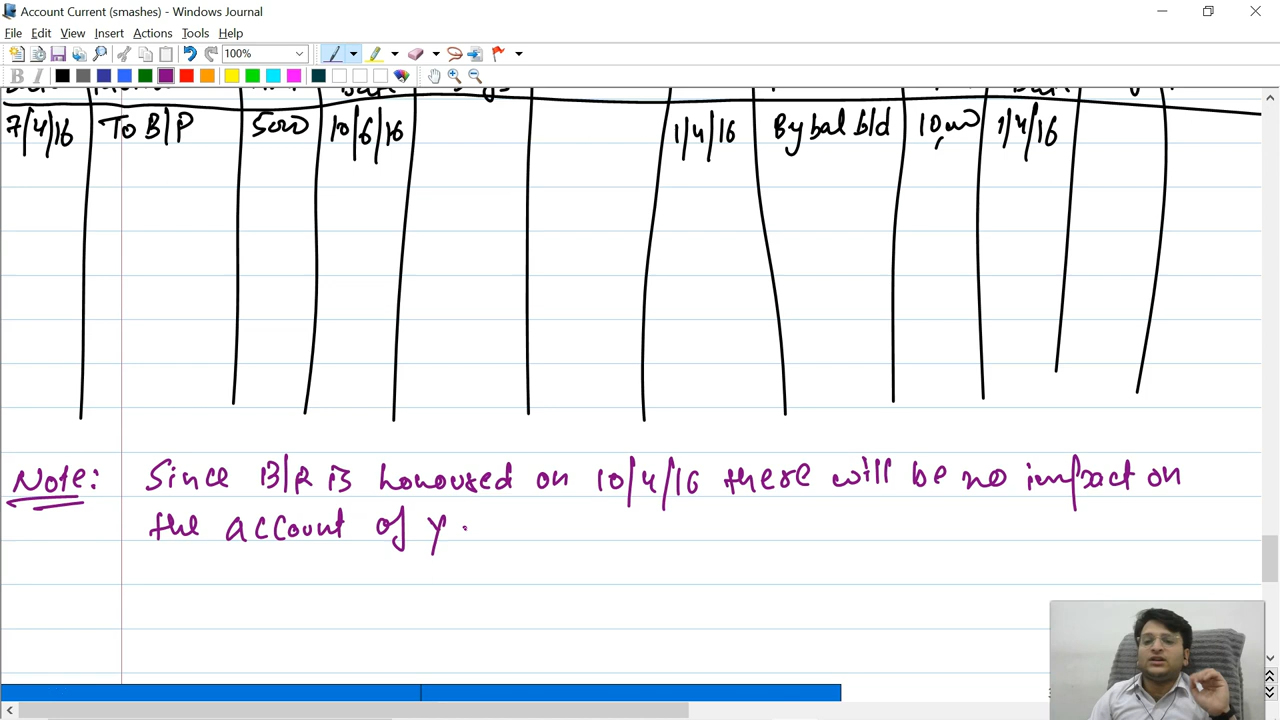 Account Current (smashes) - Windows Journal
File Edit View Insert Actions Tools Help
100%
B I
7/4/16 To B/P 5000 10/6/16 1/4/16 By bal b/d 10,000 1/4/16
Note: Since B/R is honoured on 10/4/16 there will be no impact on
the account of Y.